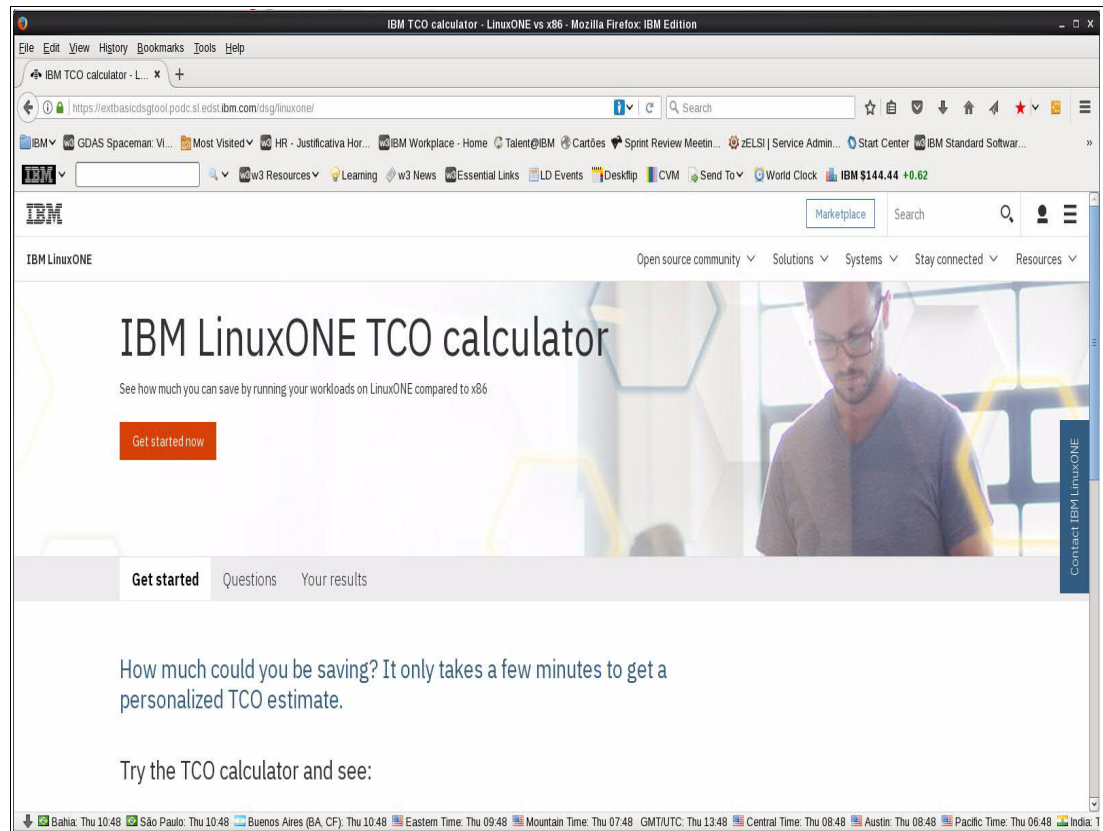 IBM TCO calculator - LinuxONE vs x86 - Mozilla Firefox: IBM Edition
File Edit View History Bookmarks Tools Help
IBM TCO calculator - L...
https://extbasicdsgtool.podc.sl.edst.ibm.com/dsg/linuxone/ Search
IBM GDAS Spaceman: Vi... Most Visited HR - Justificativa Hor... IBM Workplace - Home Talent@IBM Cartões Sprint Review Meetin... zELSI | Service Admin... Start Center IBM Standard Softwar... »
IBM w3 Resources Learning w3 News Essential Links LD Events Deskflip CVM Send To World Clock IBM $144.44 +0.62
IBM Marketplace Search
IBM LinuxONE Open source community Solutions Systems Stay connected Resources
IBM LinuxONE TCO calculator
See how much you can save by running your workloads on LinuxONE compared to x86
Get started now
Contact IBM LinuxONE
Get started Questions Your results
How much could you be saving? It only takes a few minutes to get a
personalized TCO estimate.
Try the TCO calculator and see:
Bahia: Thu 10:48 São Paulo: Thu 10:48 Buenos Aires (BA, CF): Thu 10:48 Eastern Time: Thu 09:48 Mountain Time: Thu 07:48 GMT/UTC: Thu 13:48 Central Time: Thu 08:48 Austin: Thu 08:48 Pacific Time: Thu 06:48 India: T